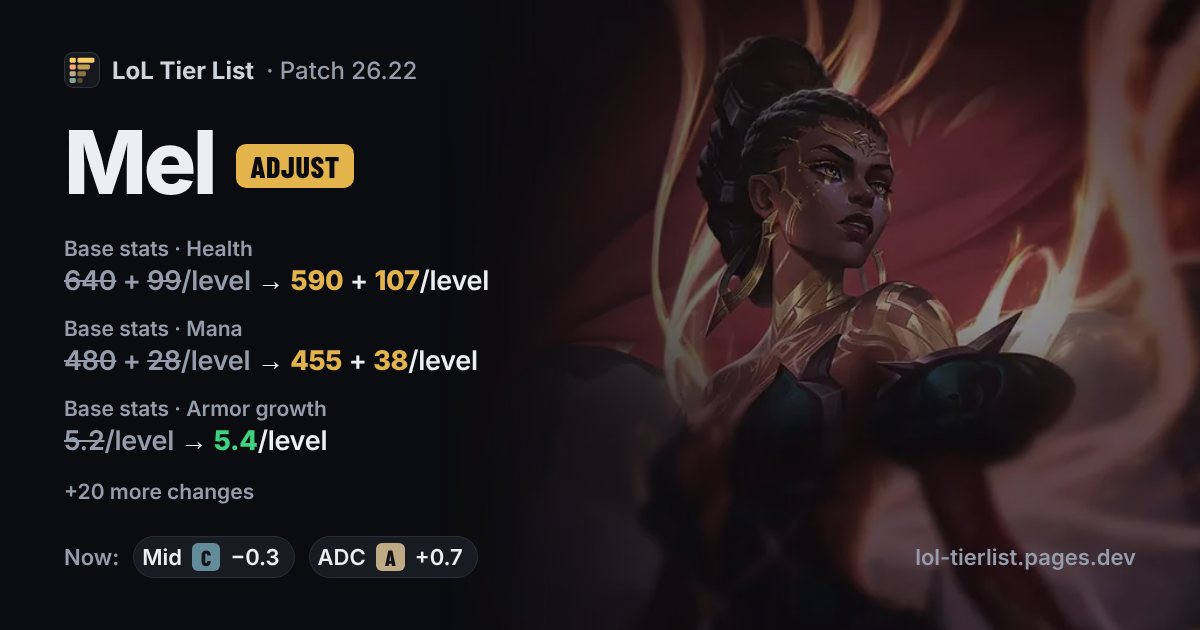 LoL Tier List · Patch 26.22
Mel ADJUST
Base stats · Health
640 + 99/level → 590 + 107/level
Base stats · Mana
480 + 28/level → 455 + 38/level
Base stats · Armor growth
5.2/level → 5.4/level
+20 more changes
Now: Mid C −0.3 ADC A +0.7
lol-tierlist.pages.dev